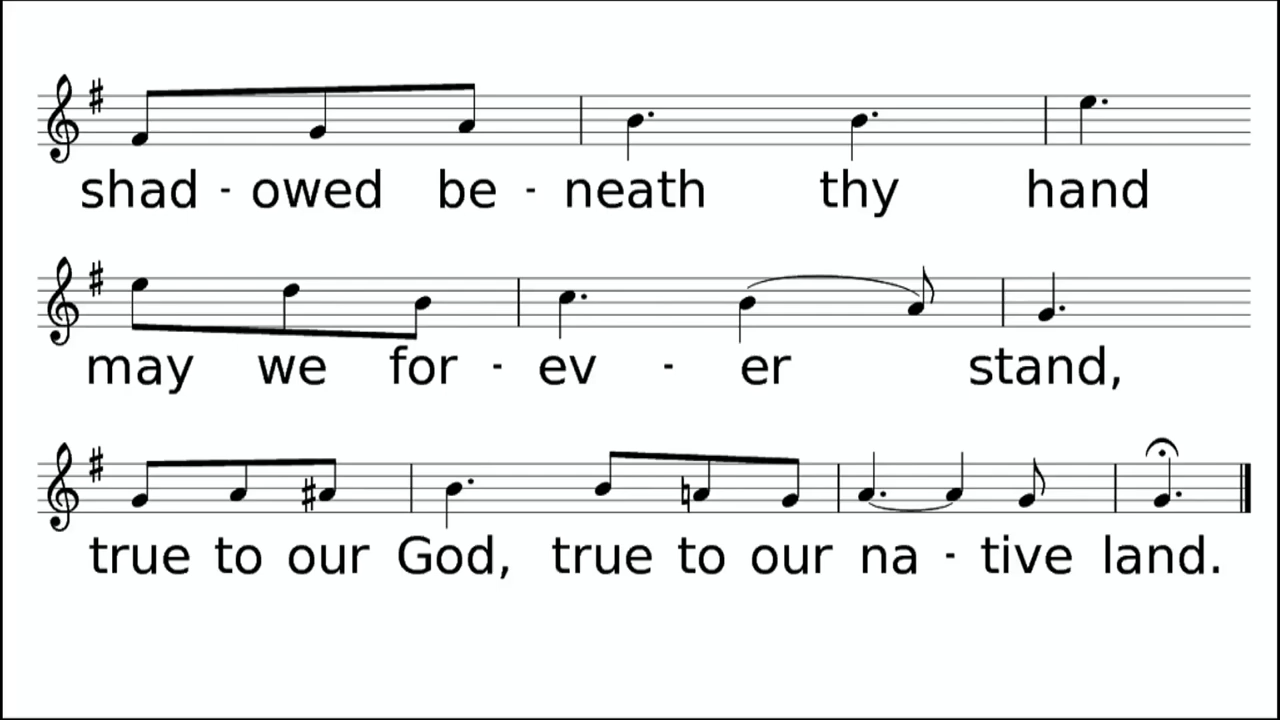 shad - owed be - neath thy hand
may we for - ev - er stand,
true to our God, true to our na - tive land.